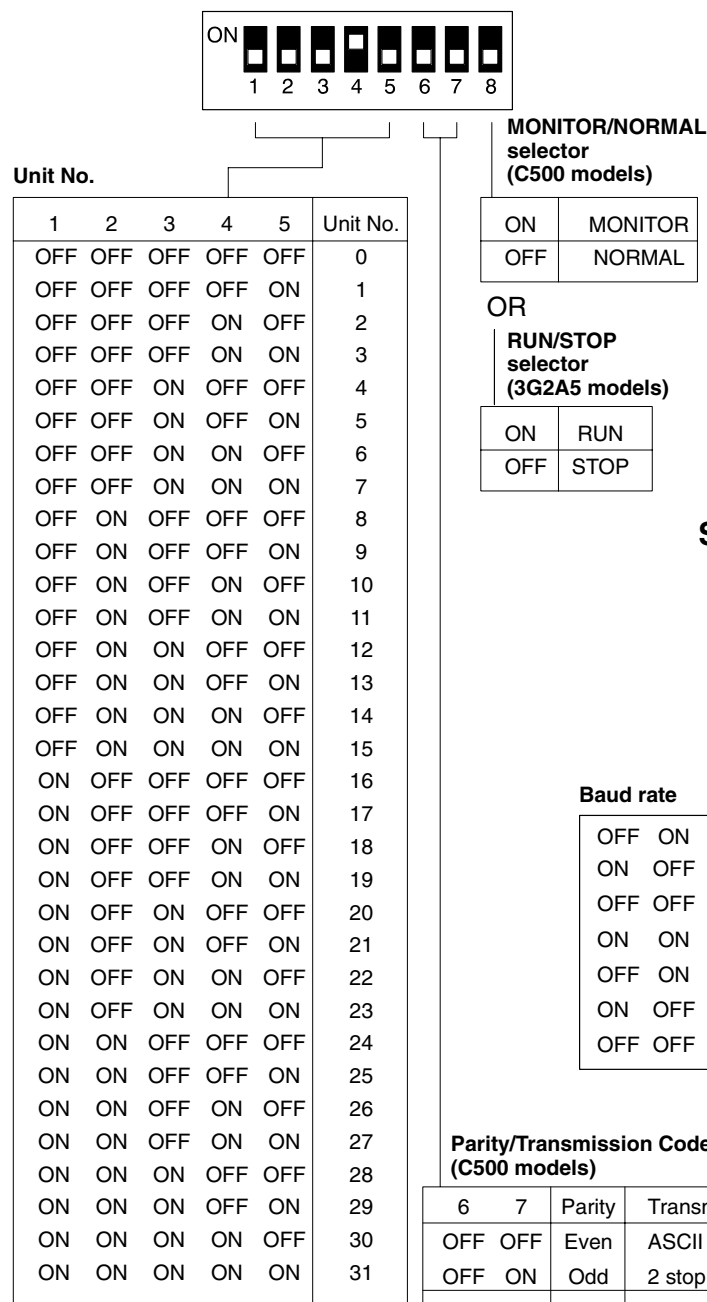 ON
1 2 3 4 5 6 7 8
MONITOR/NORMAL
selector
(C500 models)
ON MONITOR
OFF NORMAL
OR
RUN/STOP
selector
(3G2A5 models)
ON RUN
OFF STOP
Unit No.
1 2 3 4 5 Unit No.
OFF OFF OFF OFF OFF 0
OFF OFF OFF OFF ON 1
OFF OFF OFF ON OFF 2
OFF OFF OFF ON ON 3
OFF OFF ON OFF OFF 4
OFF OFF ON OFF ON 5
OFF OFF ON ON OFF 6
OFF OFF ON ON ON 7
OFF ON OFF OFF OFF 8
OFF ON OFF OFF ON 9
OFF ON OFF ON OFF 10
OFF ON OFF ON ON 11
OFF ON ON OFF OFF 12
OFF ON ON OFF ON 13
OFF ON ON ON OFF 14
OFF ON ON ON ON 15
ON OFF OFF OFF OFF 16
ON OFF OFF OFF ON 17
ON OFF OFF ON OFF 18
ON OFF OFF ON ON 19
ON OFF ON OFF OFF 20
ON OFF ON OFF ON 21
ON OFF ON ON OFF 22
ON OFF ON ON ON 23
ON ON OFF OFF OFF 24
ON ON OFF OFF ON 25
ON ON OFF ON OFF 26
ON ON OFF ON ON 27
ON ON ON OFF OFF 28
ON ON ON OFF ON 29
ON ON ON ON OFF 30
ON ON ON ON ON 31
Baud rate
OFF ON
ON OFF
OFF OFF
ON ON
OFF ON
ON OFF
OFF OFF
Parity/Transmission Code
(C500 models)
6 7 Parity
OFF OFF Even ASCII
OFF ON Odd 2 stop